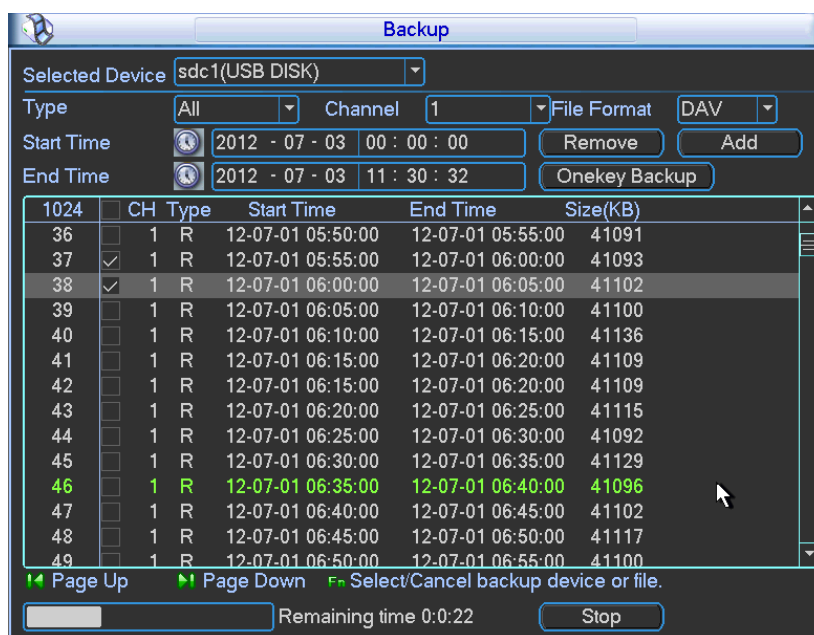 Backup
Selected Device sdc1(USB DISK)
Type All Channel 1 File Format DAV
Start Time 2012 - 07 - 03 00 : 00 : 00 Remove Add
End Time 2012 - 07 - 03 11 : 30 : 32 Onekey Backup
1024 CH Type Start Time End Time Size(KB)
36 1 R 12-07-01 05:50:00 12-07-01 05:55:00 41091
37 1 R 12-07-01 05:55:00 12-07-01 06:00:00 41093
38 1 R 12-07-01 06:00:00 12-07-01 06:05:00 41102
39 1 R 12-07-01 06:05:00 12-07-01 06:10:00 41100
40 1 R 12-07-01 06:10:00 12-07-01 06:15:00 41136
41 1 R 12-07-01 06:15:00 12-07-01 06:20:00 41109
42 1 R 12-07-01 06:15:00 12-07-01 06:20:00 41109
43 1 R 12-07-01 06:20:00 12-07-01 06:25:00 41115
44 1 R 12-07-01 06:25:00 12-07-01 06:30:00 41092
45 1 R 12-07-01 06:30:00 12-07-01 06:35:00 41129
46 1 R 12-07-01 06:35:00 12-07-01 06:40:00 41096
47 1 R 12-07-01 06:40:00 12-07-01 06:45:00 41102
48 1 R 12-07-01 06:45:00 12-07-01 06:50:00 41117
49 1 R 12-07-01 06:50:00 12-07-01 06:55:00 41100
Page Up Page Down Fn Select/Cancel backup device or file.
Remaining time 0:0:22 Stop